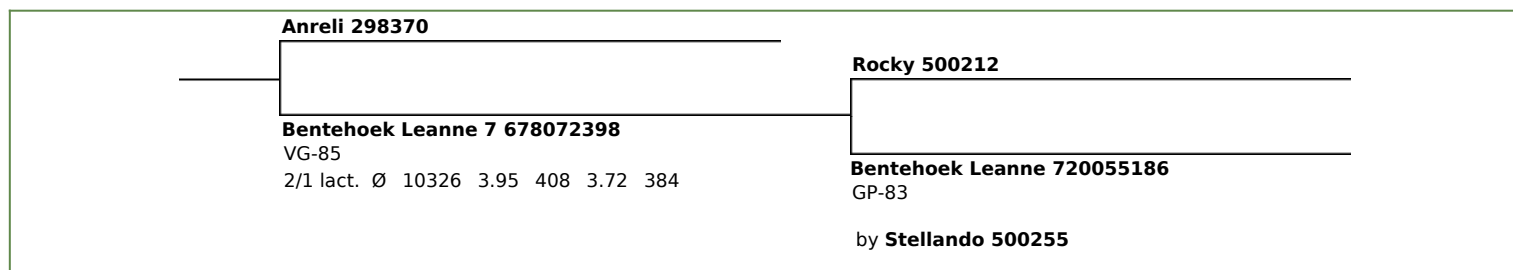 Anreli 298370
Rocky 500212
Bentehoek Leanne 7 678072398
VG-85
2/1 lact. Ø 10326 3.95 408 3.72 384
Bentehoek Leanne 720055186
GP-83
by Stellando 500255